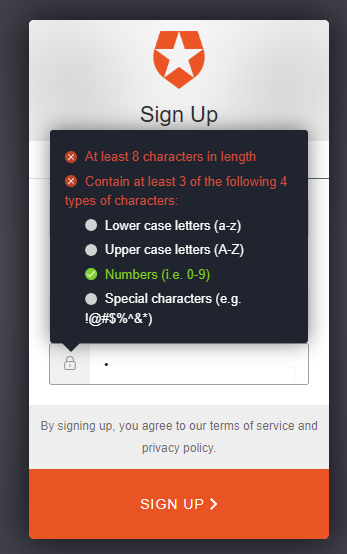 Sign Up
At least 8 characters in length
Contain at least 3 of the following 4
types of characters:
Lower case letters (a-z)
Upper case letters (A-Z)
Numbers (i.e. 0-9)
Special characters (e.g.
!@#$%^&*)
By signing up, you agree to our terms of service and
privacy policy.
SIGN UP